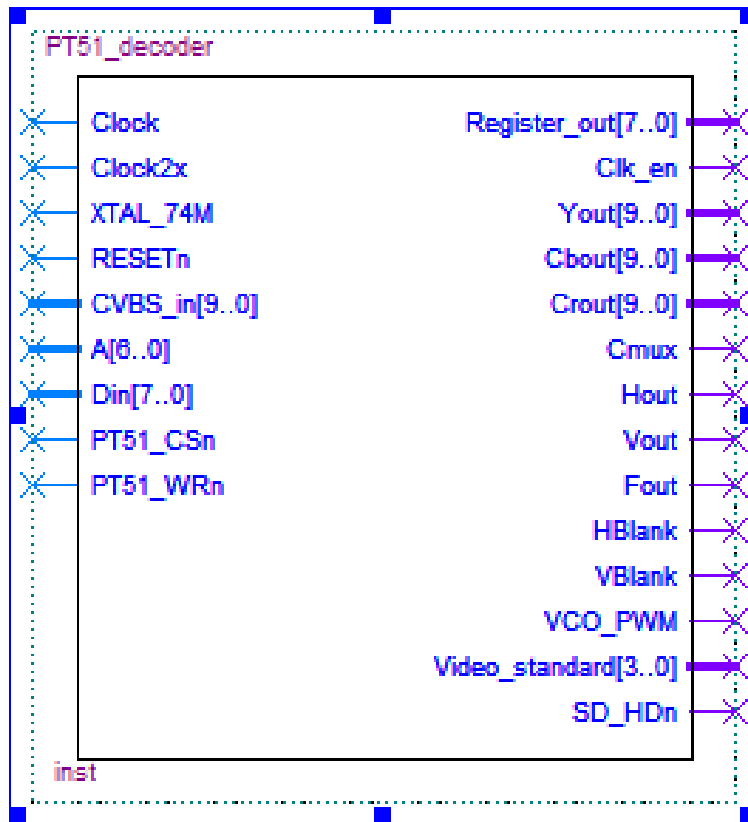 PT51_decoder
Clock
Clock2x
XTAL_74M
RESETn
CVBS_in[9..0]
A[6..0]
Din[7..0]
PT51_CSn
PT51_WRn
Register_out[7..0]
Clk_en
Yout[9..0]
Cbout[9..0]
Crout[9..0]
Cmux
Hout
Vout
Fout
HBlank
VBlank
VCO_PWM
Video_standard[3..0]
SD_HDn
inst